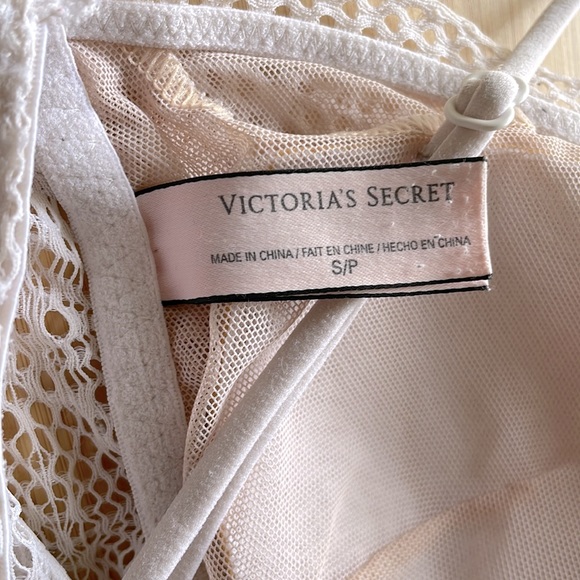 VICTORIA'S SECRET
MADE IN CHINA / FAIT EN CHINE / HECHO EN CHINA
S/P